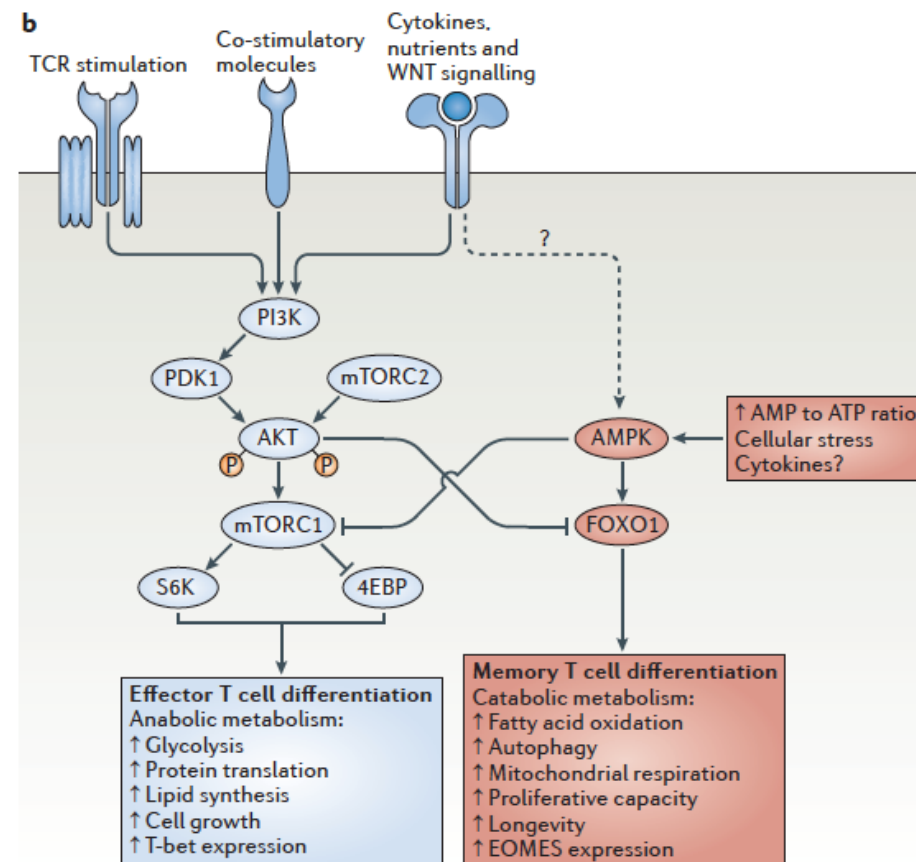 b
TCR stimulation
Co-stimulatory
molecules
Cytokines,
nutrients and
WNT signalling
?
PI3K
PDK1
mTORC2
AKT
P
P
AMPK
↑ AMP to ATP ratio
Cellular stress
Cytokines?
mTORC1
FOXO1
S6K
4EBP
Effector T cell differentiation
Anabolic metabolism:
↑ Glycolysis
↑ Protein translation
↑ Lipid synthesis
↑ Cell growth
↑ T-bet expression
Memory T cell differentiation
Catabolic metabolism:
↑ Fatty acid oxidation
↑ Autophagy
↑ Mitochondrial respiration
↑ Proliferative capacity
↑ Longevity
↑ EOMES expression